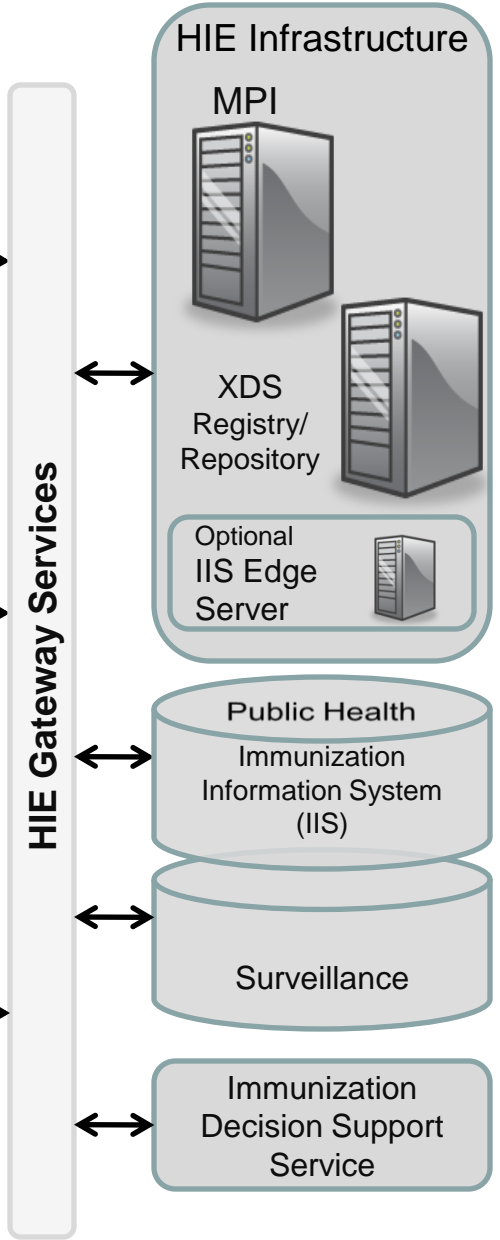 HIE Infrastructure
MPI
XDS
Registry/
Repository
Optional
IIS Edge
Server
HIE Gateway Services
Public Health
Immunization
Information System
(IIS)
Surveillance
Immunization
Decision Support
Service